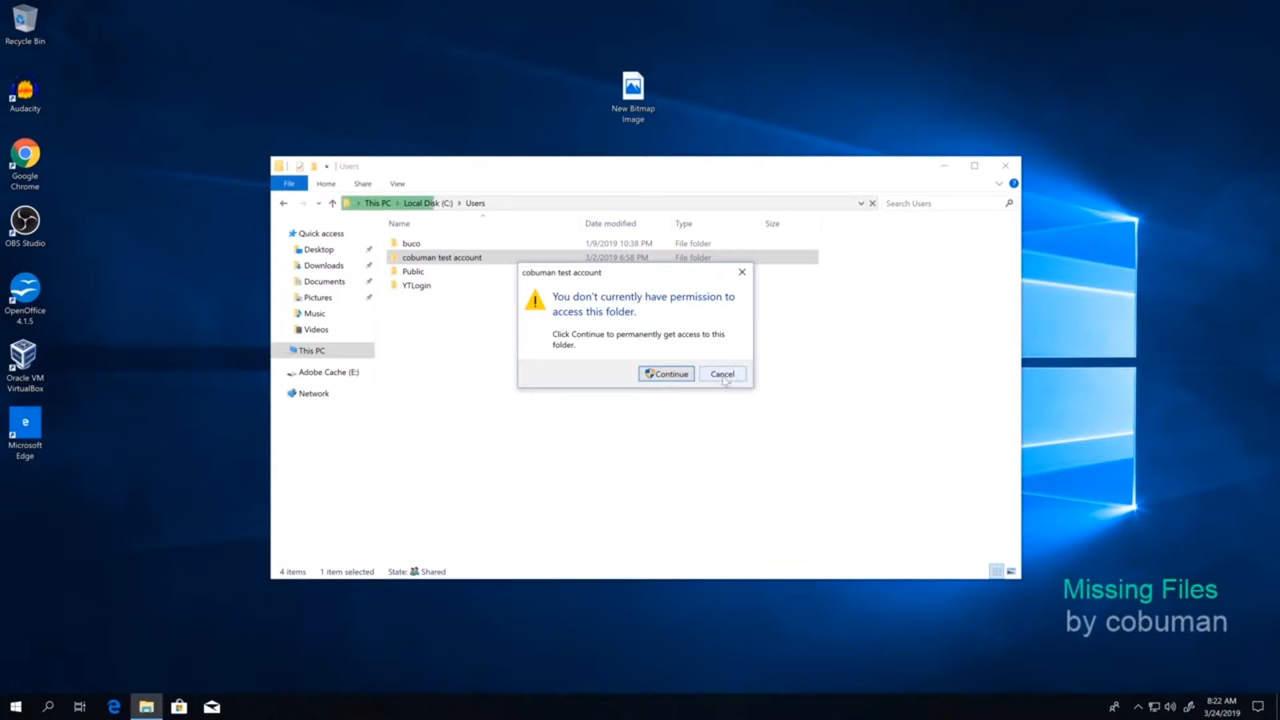 Recycle Bin
Audacity
Google
Chrome
OBS Studio
OpenOffice
4.1.5
Oracle VM
VirtualBox
Microsoft
Edge
New Bitmap
Image
Users
File
Home
Share
View
This PC
Local Disk (C:)
Users
Search Users
Name
Date modified
Type
Size
Quick access
Desktop
Downloads
Documents
Pictures
Music
Videos
This PC
Adobe Cache (E:)
Network
buco
1/9/2019 10:38 PM
File folder
cobuman test account
3/2/2019 6:58 PM
File folder
Public
YTLogin
cobuman test account
You don't currently have permission to
access this folder.
Click Continue to permanently get access to this
folder.
Continue
Cancel
4 items
1 item selected
State:
Shared
Missing Files
by cobuman
8:22 AM
3/24/2019